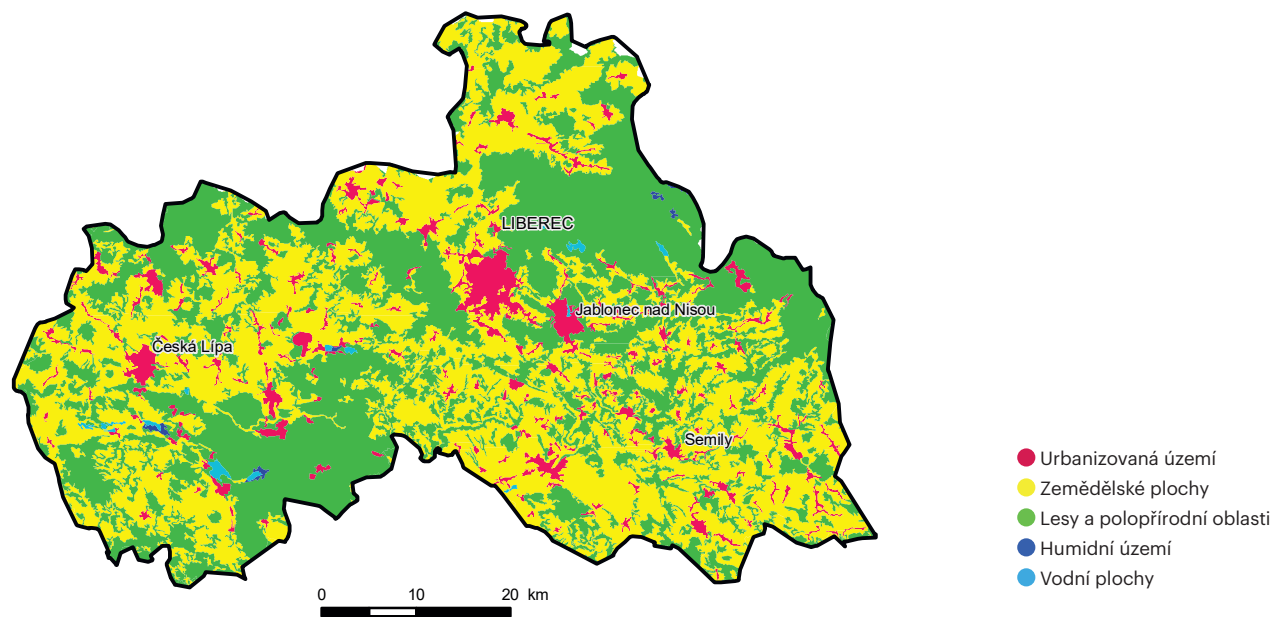 LIBEREC
Jablonec nad Nisou
Česká Lípa
Semily
Urbanizovaná území
Zemědělské plochy
Lesy a polopřírodní oblasti
Humidní území
Vodní plochy
0 10 20 km